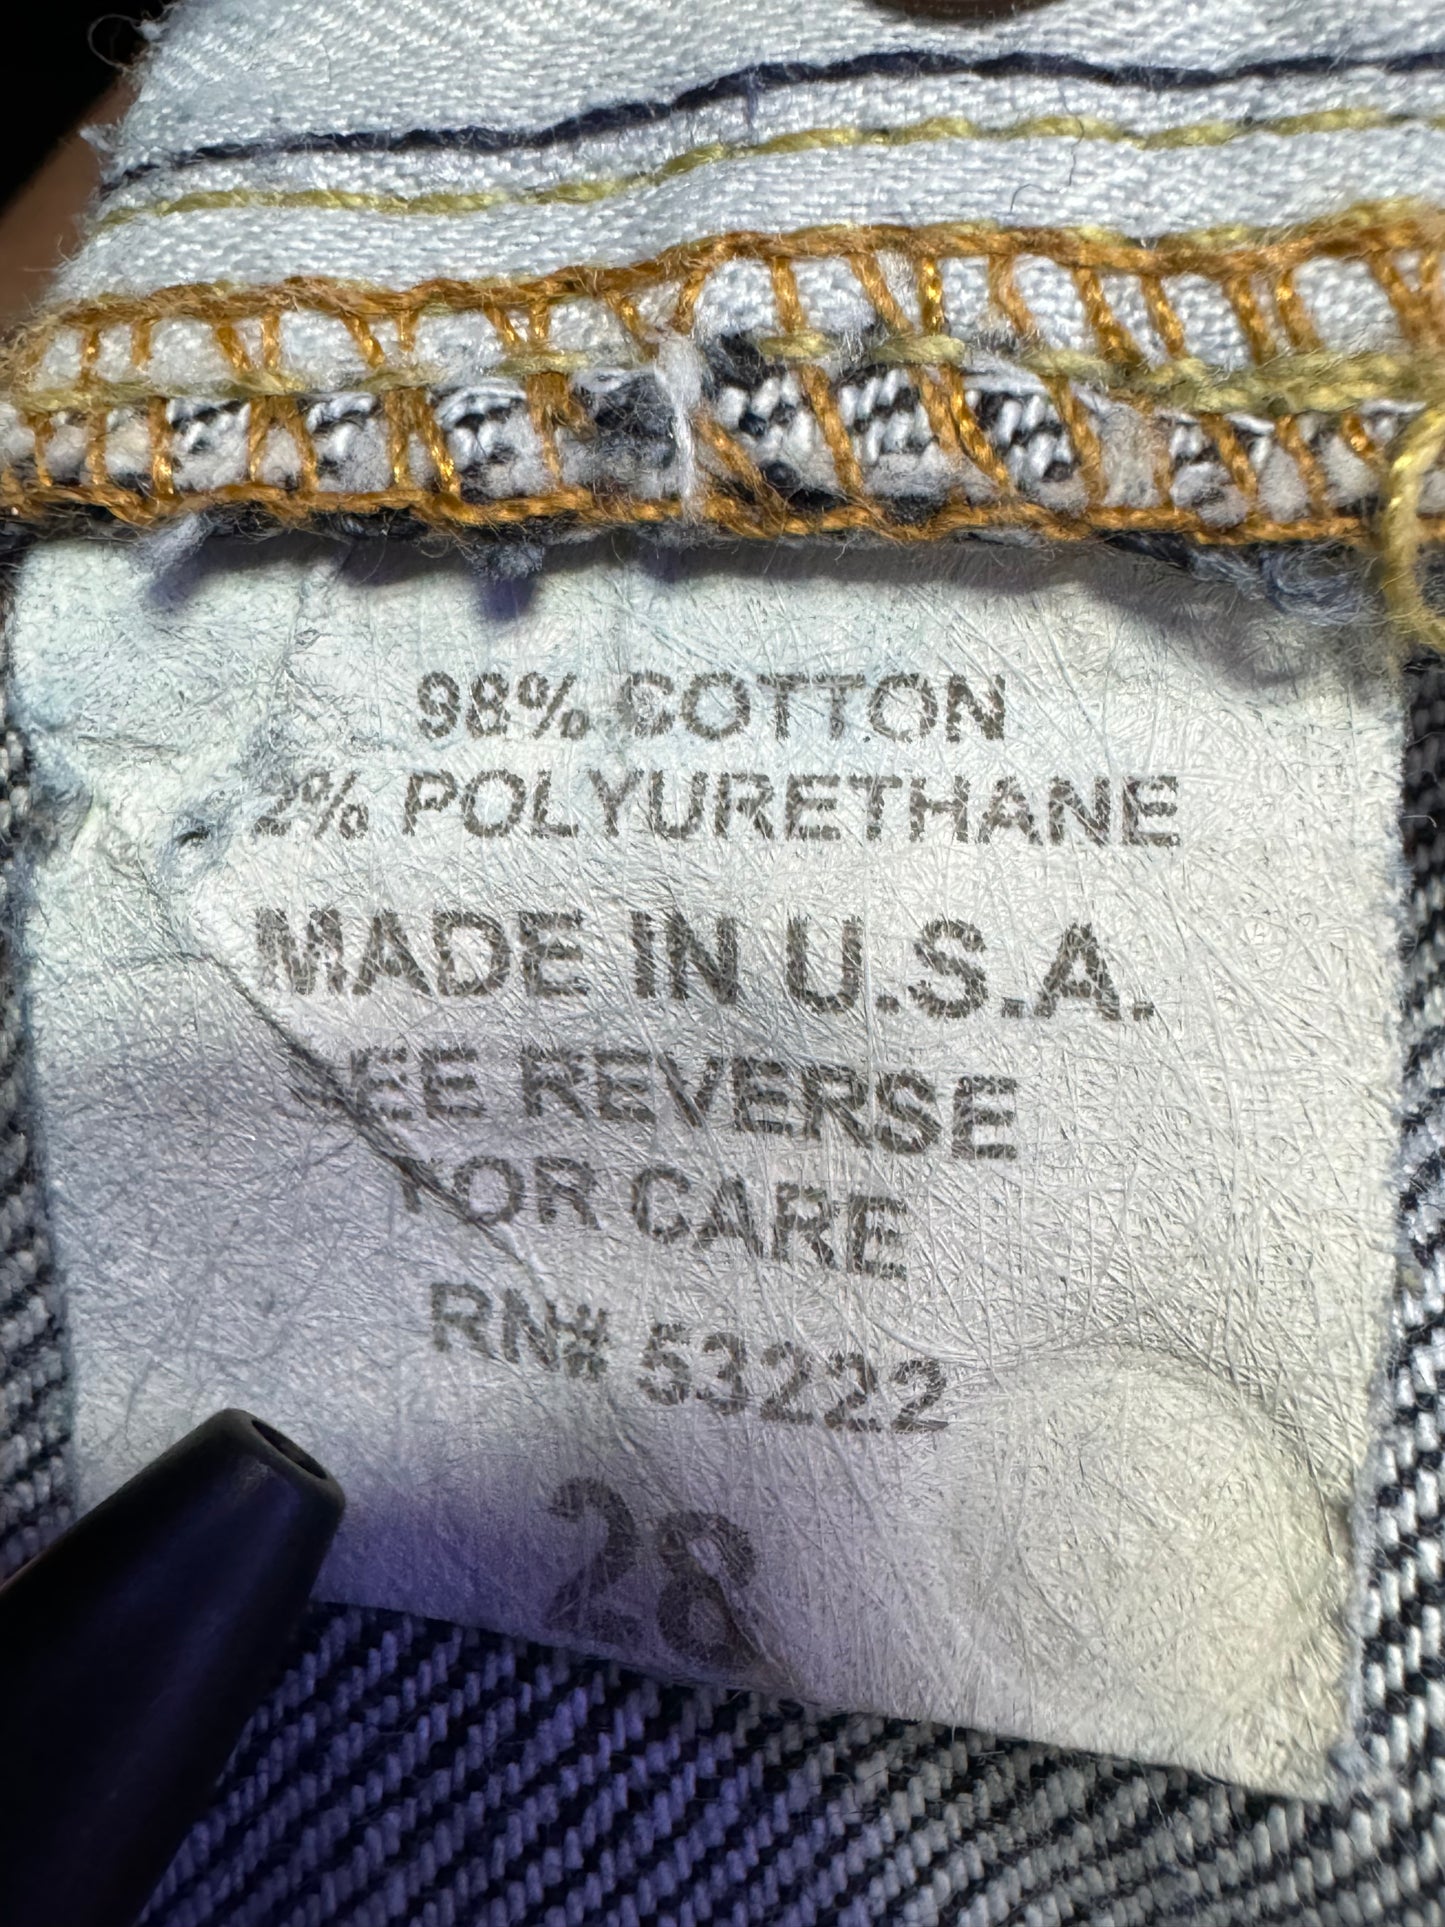 98% COTTON
2% POLYURETHANE
MADE IN U.S.A.
SEE REVERSE
FOR CARE
RN# 53222
28